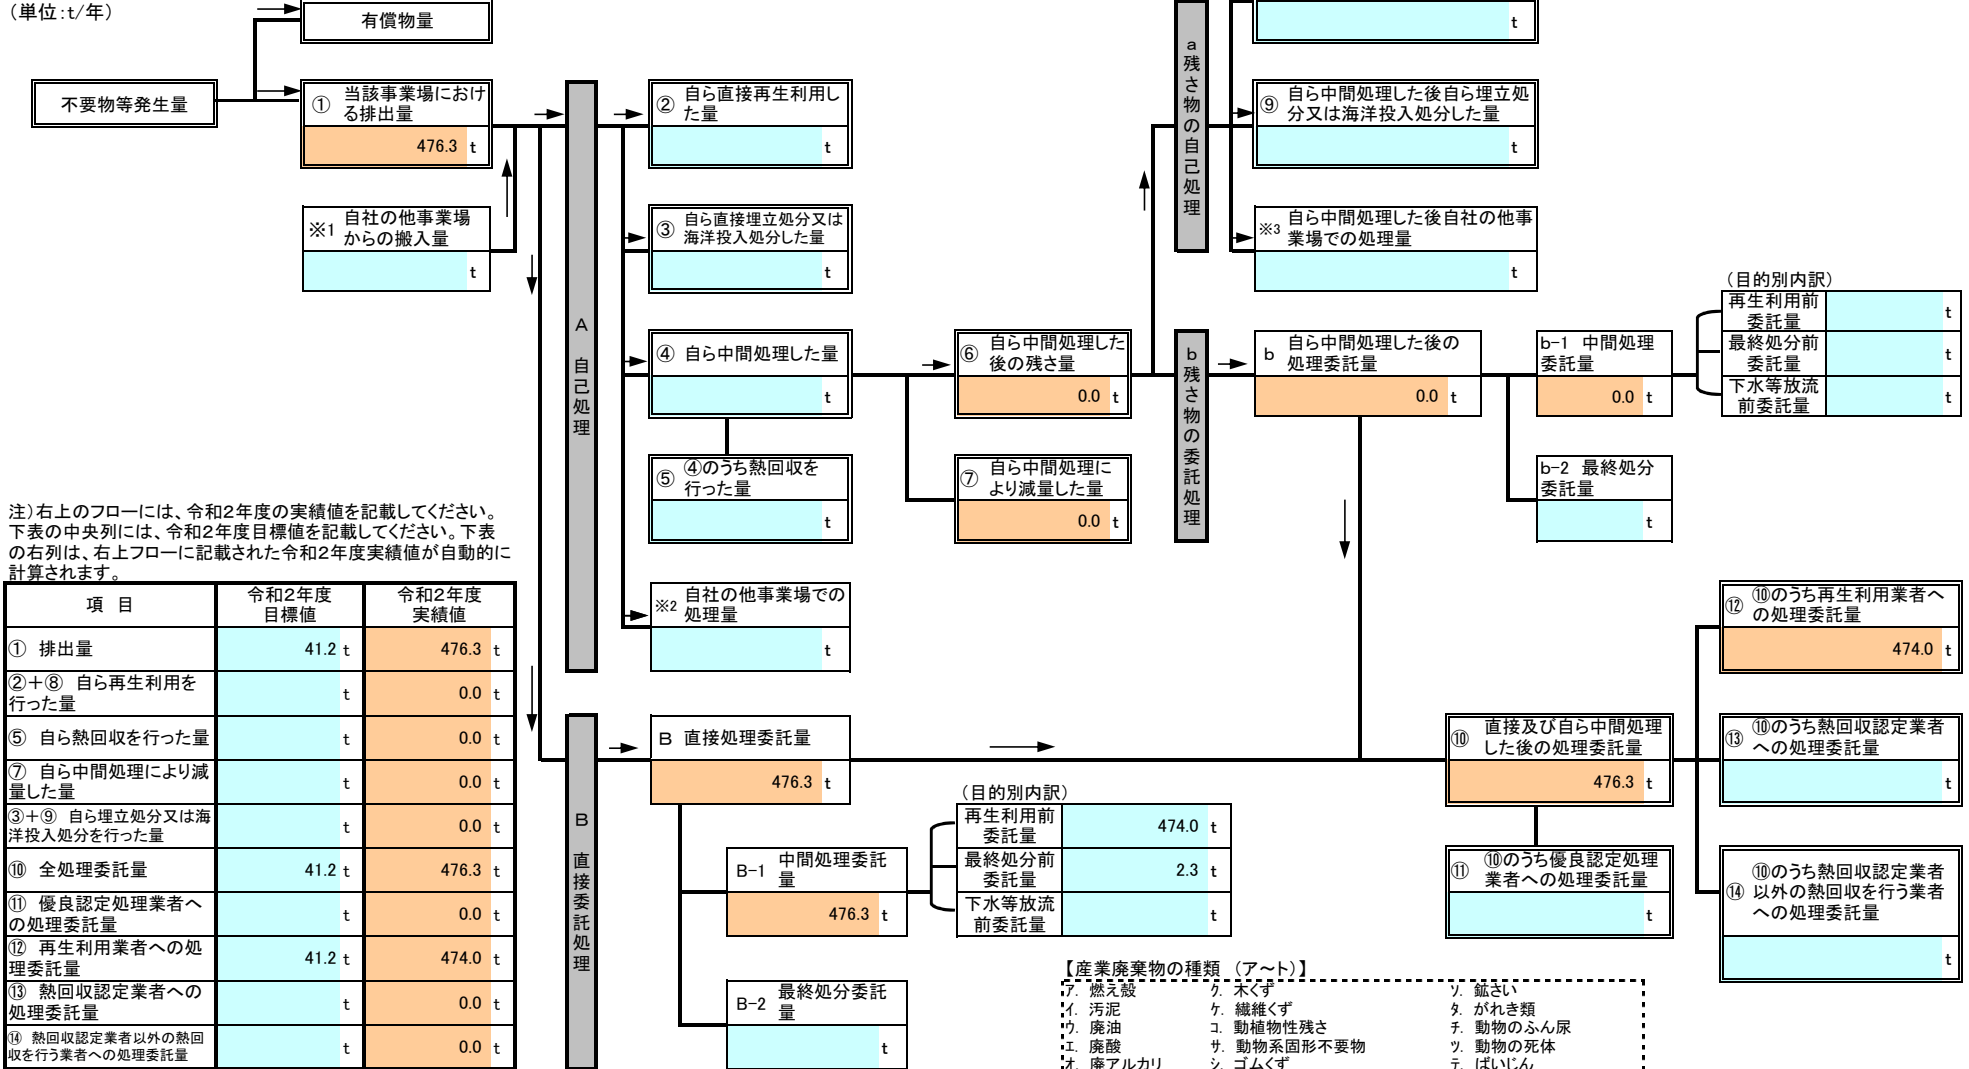 （単位:t/年）
有償物量
不要物等発生量
① 当該事業場におけ
る排出量
476.3 t
※1 自社の他事業場
からの搬入量
t
A 自己処理
② 自ら直接再生利用し
た量
t
③ 自ら直接埋立処分又は
海洋投入処分した量
t
④ 自ら中間処理した量
t
⑤ ④のうち熱回収を
行った量
t
※2 自社の他事業場での
処理量
t
⑥ 自ら中間処理した
後の残さ量
0.0 t
⑦ 自ら中間処理に
より減量した量
0.0 t
a 残さ物の自己処理
t
⑨ 自ら中間処理した後自ら埋立処
分又は海洋投入処分した量
t
※3 自ら中間処理した後自社の他事
業場での処理量
t
b 残さ物の委託処理
b 自ら中間処理した後の
処理委託量
0.0 t
b-1 中間処理
委託量
0.0 t
b-2 最終処分
委託量
t
（目的別内訳）
再生利用前
委託量
t
最終処分前
委託量
t
下水等放流
前委託量
t
注）右上のフローには、令和2年度の実績値を記載してください。
下表の中央列には、令和2年度目標値を記載してください。下表
の右列は、右上フローに記載された令和2年度実績値が自動的に
計算されます。
項 目 令和2年度 令和2年度
目標値 実績値
① 排出量 41.2 t 476.3 t
②＋⑧ 自ら再生利用を
行った量 t 0.0 t
⑤ 自ら熱回収を行った量 t 0.0 t
⑦ 自ら中間処理により減
量した量 t 0.0 t
③＋⑨ 自ら埋立処分又は海
洋投入処分を行った量 t 0.0 t
⑩ 全処理委託量 41.2 t 476.3 t
⑪ 優良認定処理業者へ
の処理委託量 t 0.0 t
⑫ 再生利用業者への処
理委託量 41.2 t 474.0 t
⑬ 熱回収認定業者への
処理委託量 t 0.0 t
⑭ 熱回収認定業者以外の熱回
収を行う業者への処理委託量 t 0.0 t
B 直接委託処理
B 直接処理委託量
476.3 t
B-1 中間処理委託
量
476.3 t
B-2 最終処分委託
量
t
（目的別内訳）
再生利用前
委託量
474.0 t
最終処分前
委託量
2.3 t
下水等放流
前委託量
t
⑩ 直接及び自ら中間処理
した後の処理委託量
476.3 t
⑪ ⑩のうち優良認定処理
業者への処理委託量
t
⑫ ⑩のうち再生利用業者へ
の処理委託量
474.0 t
⑬ ⑩のうち熱回収認定業者
への処理委託量
t
⑭ ⑩のうち熱回収認定業者
以外の熱回収を行う業者
への処理委託量
t
【産業廃棄物の種類 （ア～ト）】
ア. 燃え殻 ク. 木くず ソ. 鉱さい
イ. 汚泥 ケ. 繊維くず タ. がれき類
ウ. 廃油 コ. 動植物性残さ チ. 動物のふん尿
エ. 廃酸 サ. 動物系固形不要物 ツ. 動物の死体
オ. 廃アルカリ シ. ゴムくず テ. ばいじん